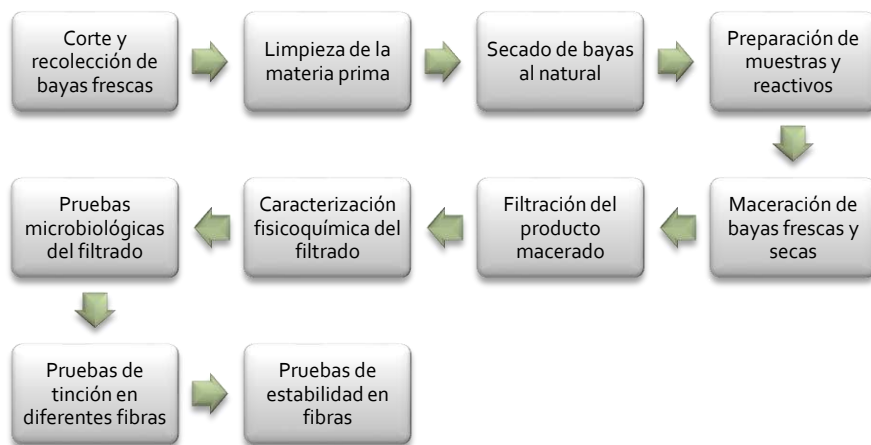 Corte y
recolección de
bayas frescas
Limpieza de la
materia prima
Secado de bayas
al natural
Preparación de
muestras y
reactivos
Maceración de
bayas frescas y
secas
Filtración del
producto
macerado
Caracterización
fisicoquímica del
filtrado
Pruebas
microbiológicas
del filtrado
Pruebas de
tinción en
diferentes fibras
Pruebas de
estabilidad en
fibras